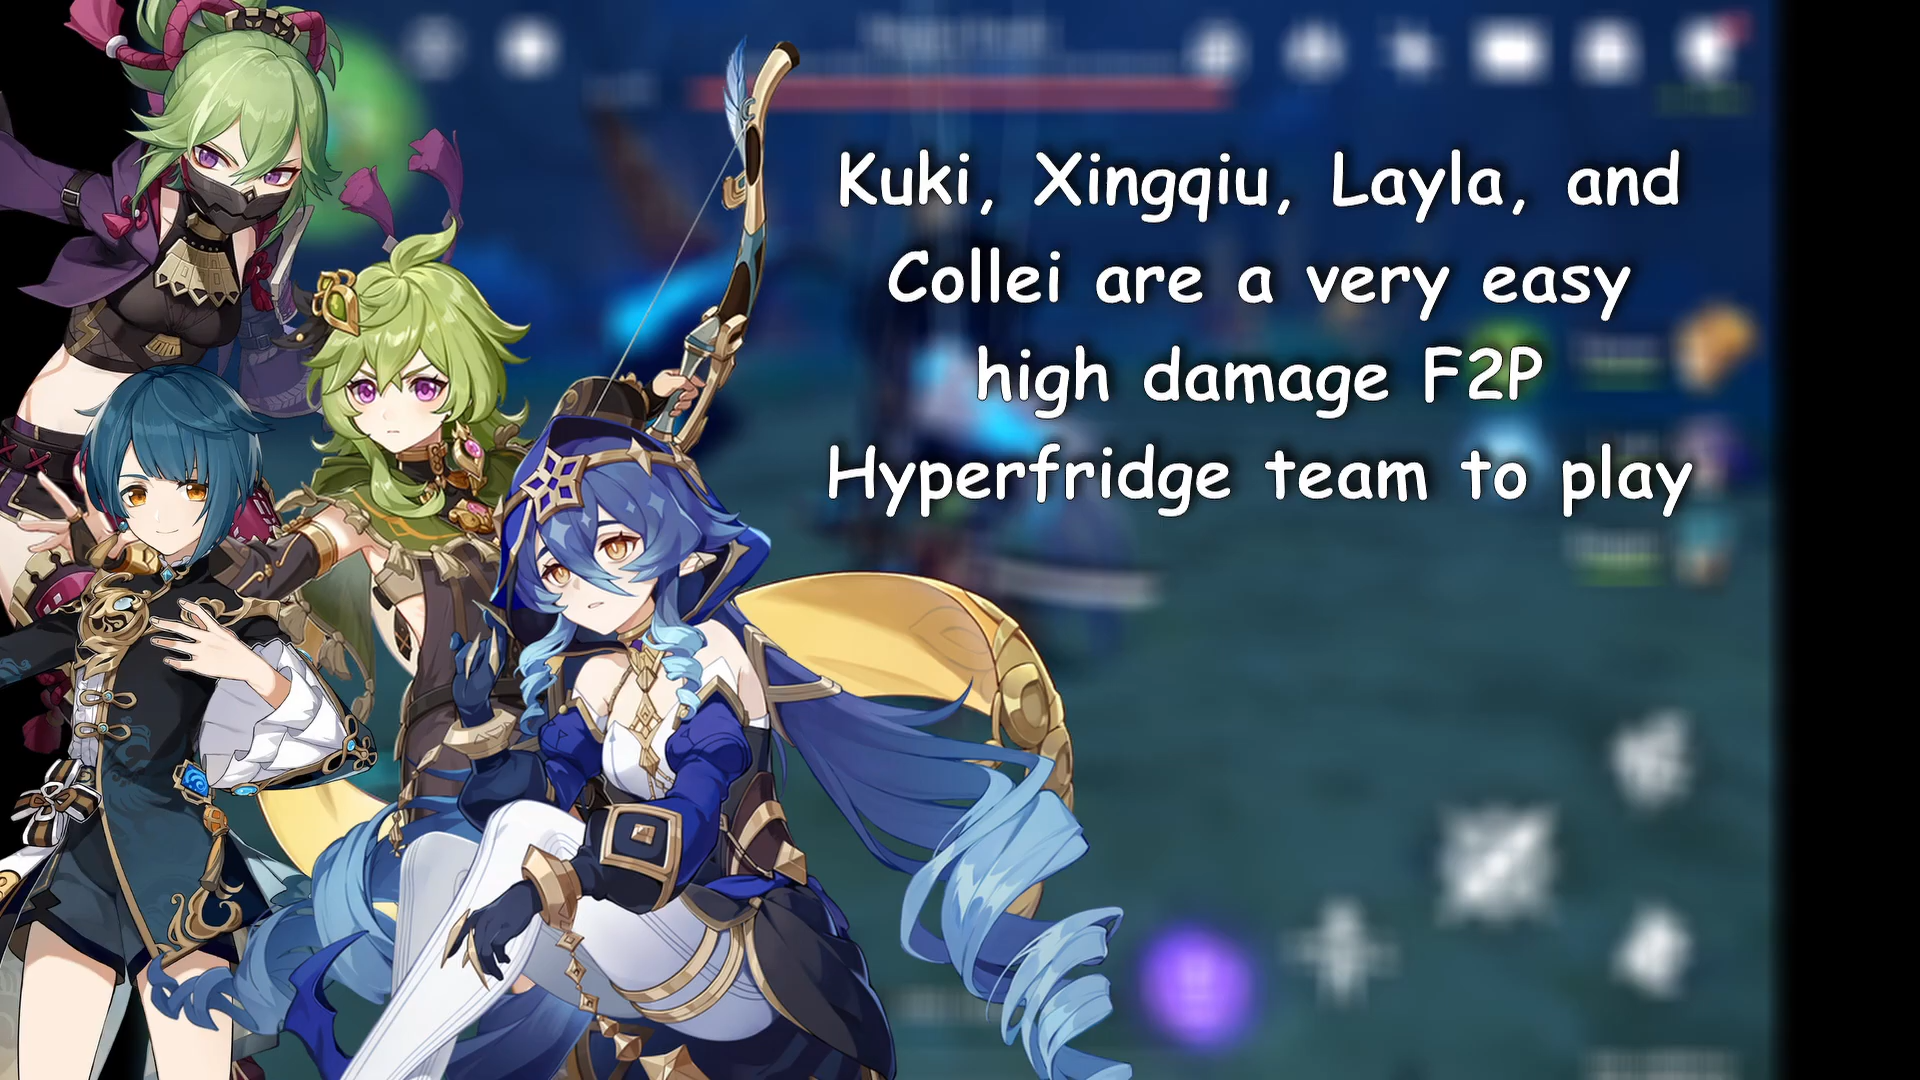 Kuki, Xingqiu, Layla, and
Collei are a very easy
high damage F2P
Hyperfridge team to play